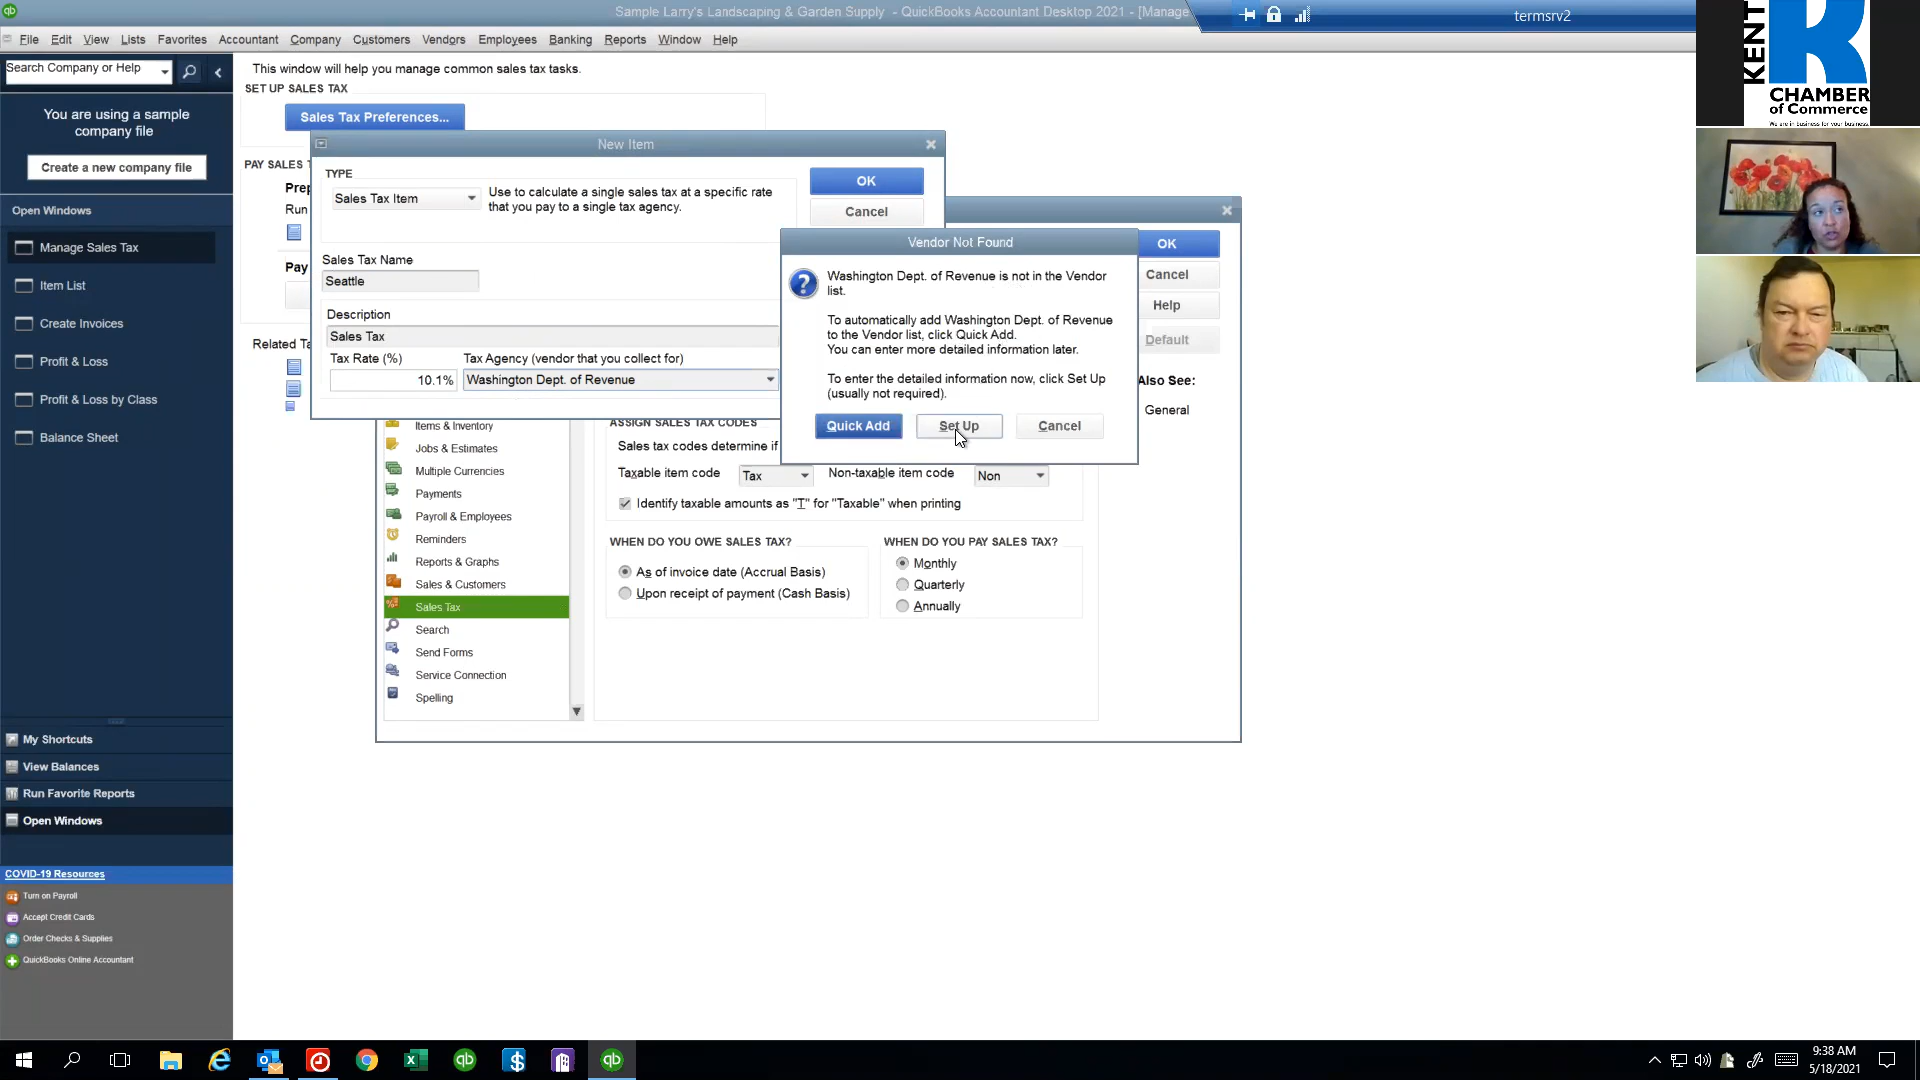 Sample Larry's Landscaping & Garden Supply - QuickBooks Accountant Desktop 2021 - [Manage
termsrv2
File Edit View Lists Favorites Accountant Company Customers Vendors Employees Banking Reports Window Help
Search Company or Help
You are using a sample
company file
Create a new company file
Open Windows
Manage Sales Tax
Item List
Create Invoices
Profit & Loss
Profit & Loss by Class
Balance Sheet
My Shortcuts
View Balances
Run Favorite Reports
Open Windows
COVID-19 Resources
Turn on Payroll
Accept Credit Cards
Order Checks & Supplies
QuickBooks Online Accountant
This window will help you manage common sales tax tasks.
SET UP SALES TAX
Sales Tax Preferences...
PAY SALES T
Prep
Run
Pay
Related Ta
New Item
TYPE
Sales Tax Item
Use to calculate a single sales tax at a specific rate
that you pay to a single tax agency.
OK
Cancel
Sales Tax Name
Seattle
Description
Sales Tax
Tax Rate (%)
Tax Agency (vendor that you collect for)
10.1%
Washington Dept. of Revenue
Vendor Not Found
Washington Dept. of Revenue is not in the Vendor
list.
To automatically add Washington Dept. of Revenue
to the Vendor list, click Quick Add.
You can enter more detailed information later.
To enter the detailed information now, click Set Up
(usually not required).
Quick Add
Set Up
Cancel
OK
Cancel
Help
Default
Also See:
General
Items & Inventory
Jobs & Estimates
Multiple Currencies
Payments
Payroll & Employees
Reminders
Reports & Graphs
Sales & Customers
Sales Tax
Search
Send Forms
Service Connection
Spelling
ASSIGN SALES TAX CODES
Sales tax codes determine if
Taxable item code
Tax
Non-taxable item code
Non
Identify taxable amounts as "T" for "Taxable" when printing
WHEN DO YOU OWE SALES TAX?
As of invoice date (Accrual Basis)
Upon receipt of payment (Cash Basis)
WHEN DO YOU PAY SALES TAX?
Monthly
Quarterly
Annually
KENT
CHAMBER
of Commerce
We are in business for your business.
9:38 AM
5/18/2021